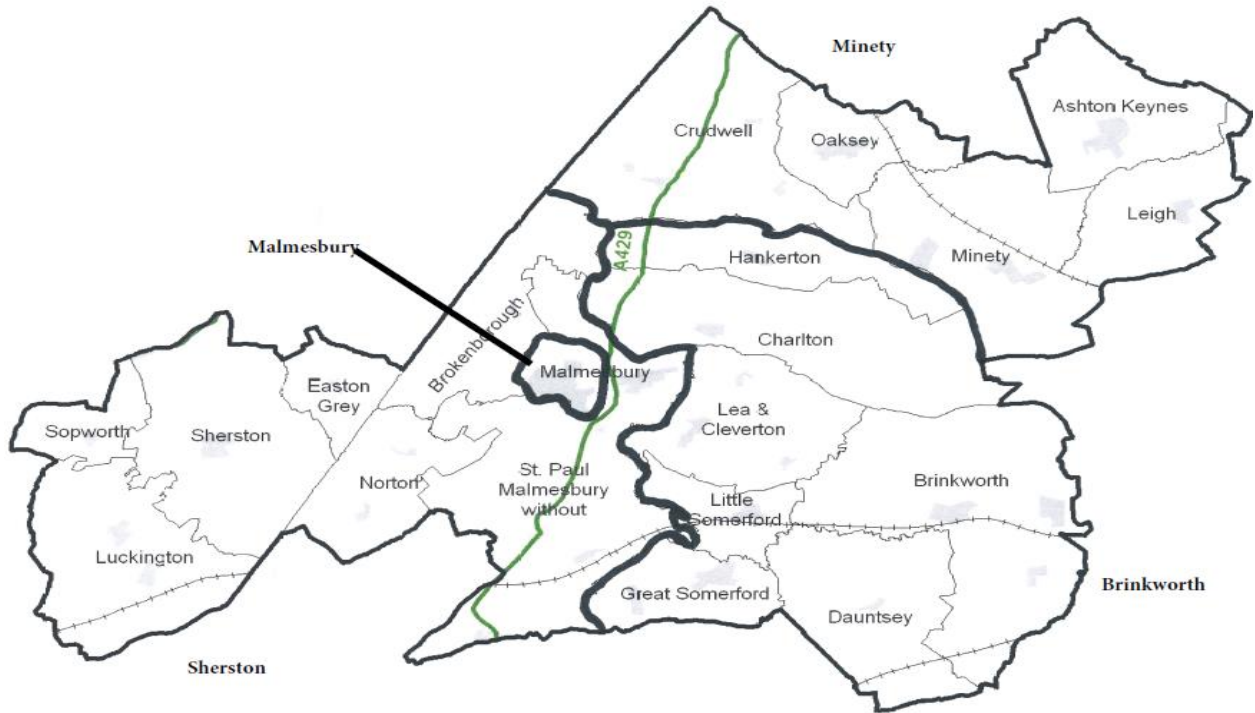 Minety
Ashton Keynes
Crudwell
Oaksey
Leigh
Malmesbury
A429
Hankerton
Minety
Brokenborough
Charlton
Malmesbury
Easton
Grey
Lea &
Cleverton
Sopworth
Sherston
Norton
St. Paul
Malmesbury
without
Brinkworth
Little
Somerford
Luckington
Great Somerford
Brinkworth
Dauntsey
Sherston